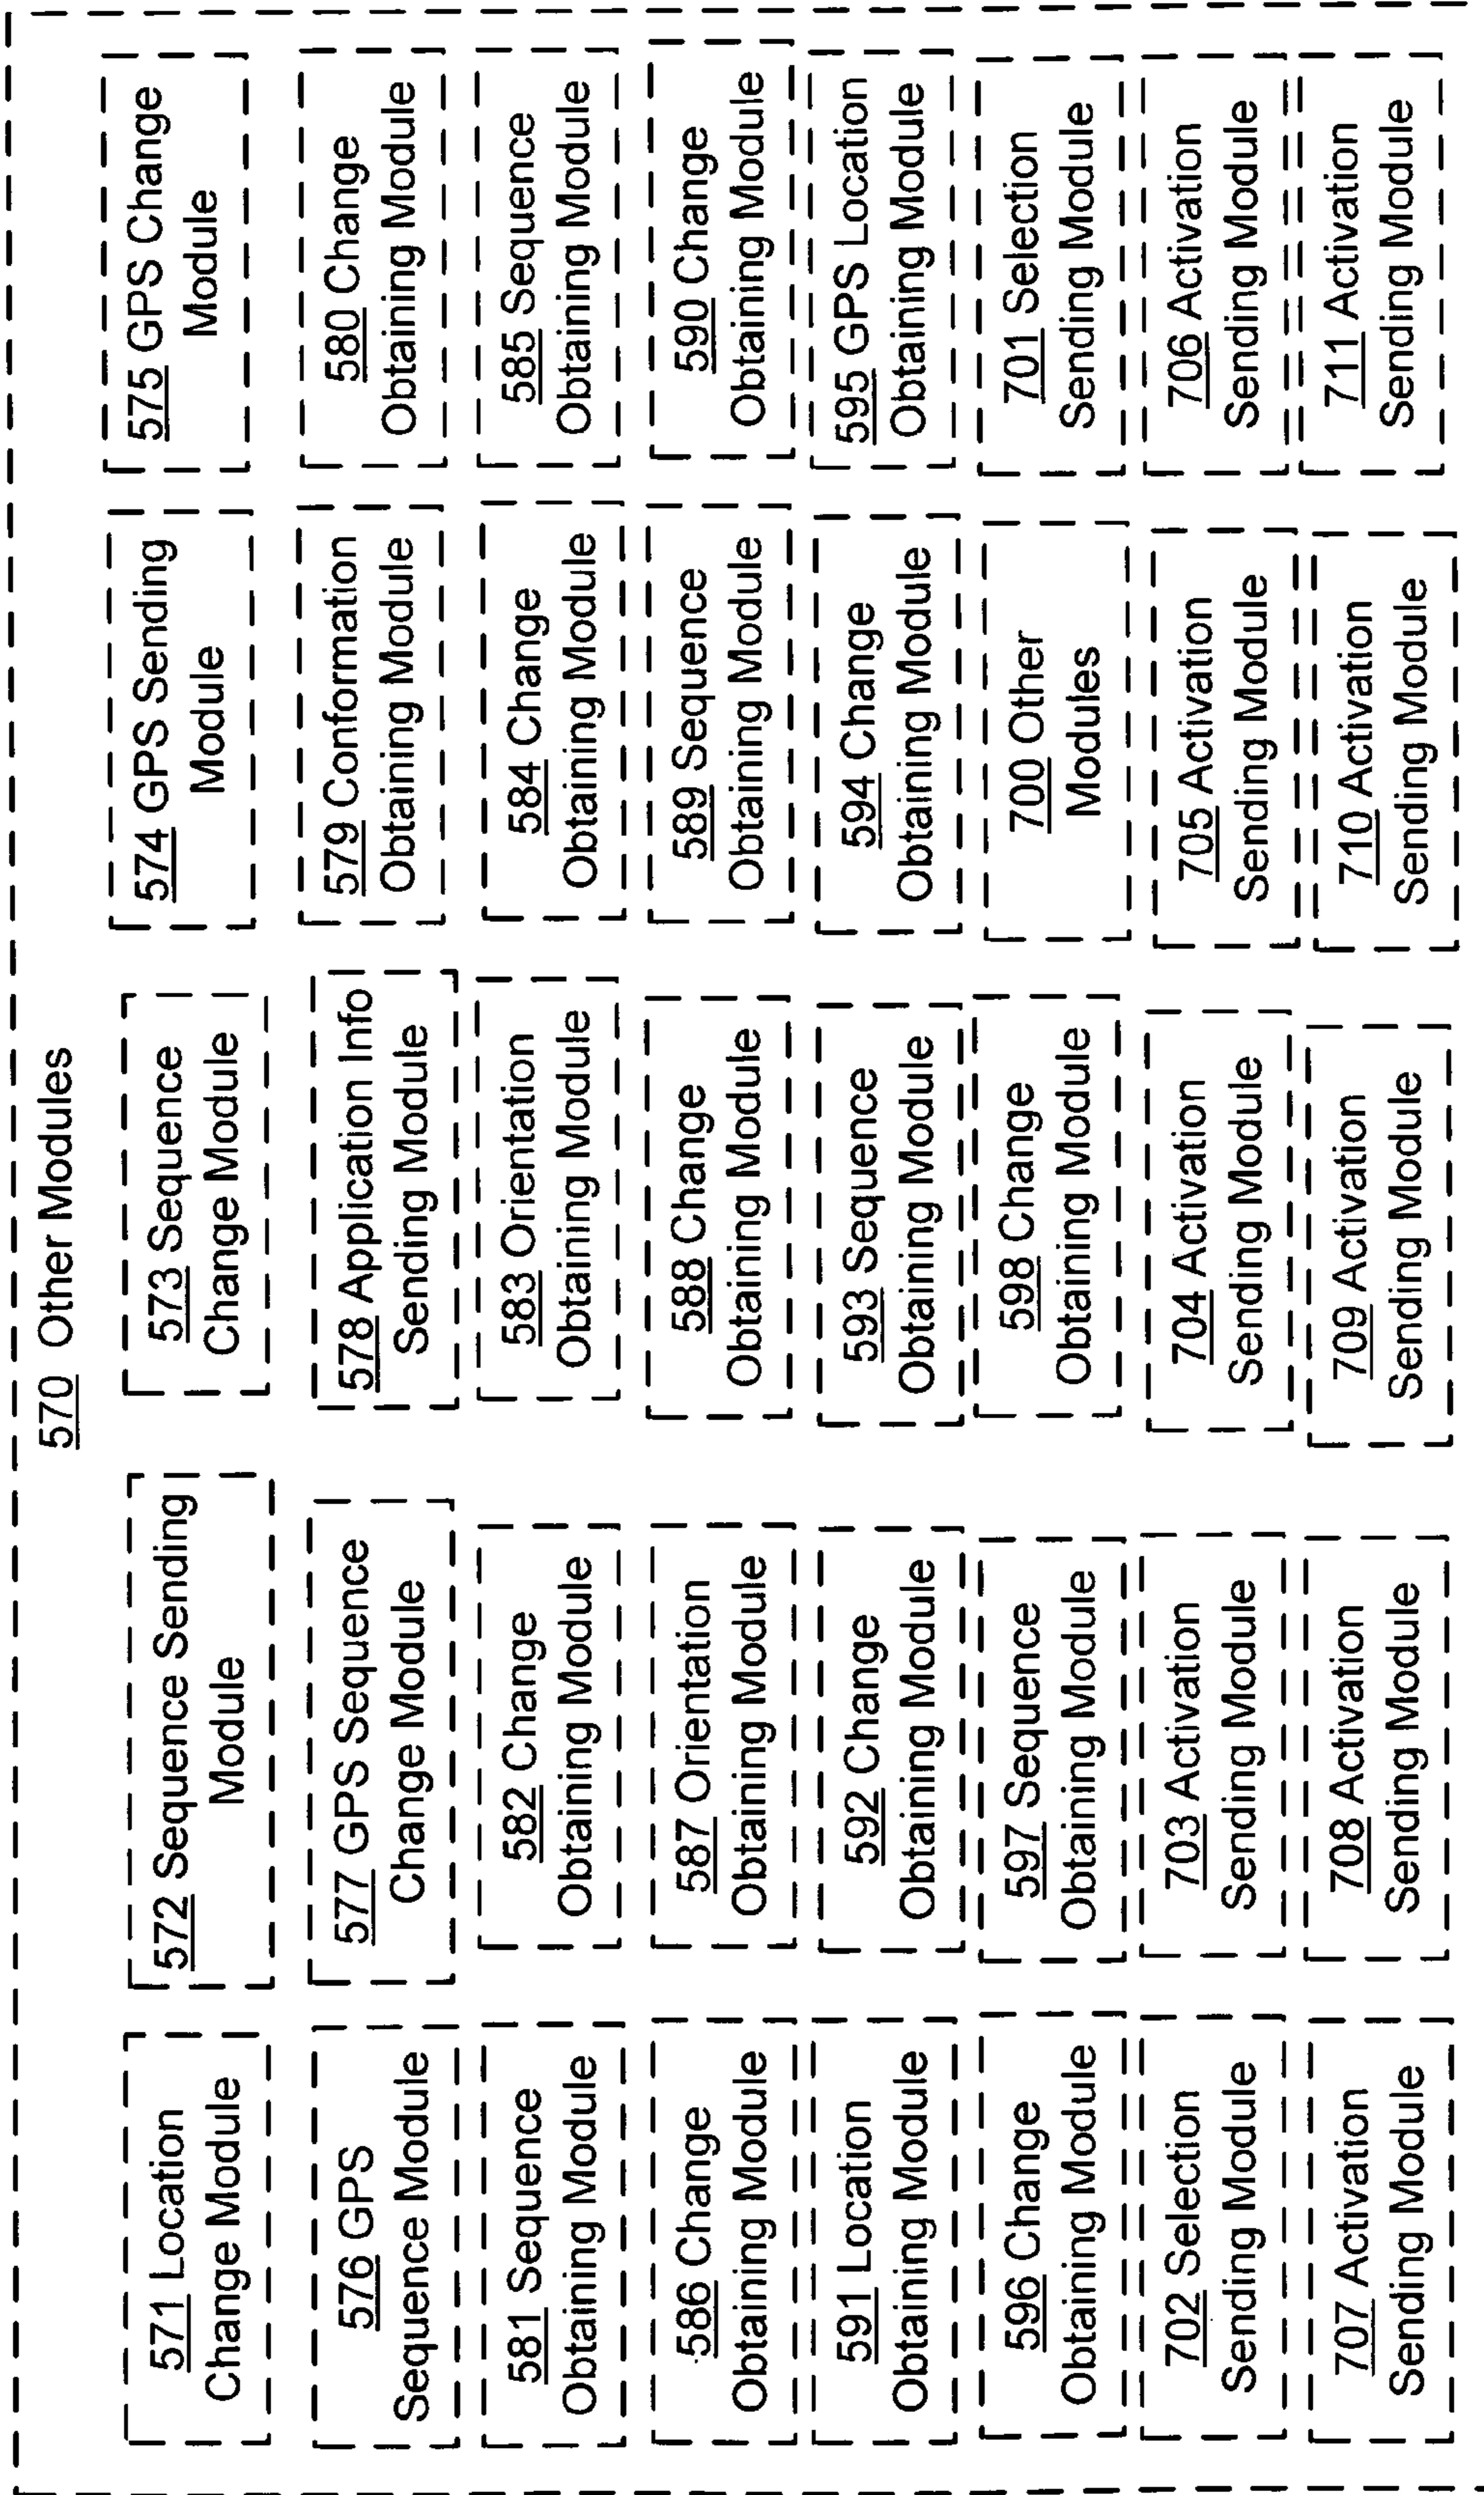 570 Other Modules
571 Location
Change Module
572 Sequence Sending
Module
573 Sequence
Change Module
574 GPS Sending
Module
575 GPS Change
Module
576 GPS
Sequence Module
577 GPS Sequence
Change Module
578 Application Info
Sending Module
579 Conformation
Obtaining Module
580 Change
Obtaining Module
581 Sequence
Obtaining Module
582 Change
Obtaining Module
583 Orientation
Obtaining Module
584 Change
Obtaining Module
585 Sequence
Obtaining Module
586 Change
Obtaining Module
587 Orientation
Obtaining Module
588 Change
Obtaining Module
589 Sequence
Obtaining Module
590 Change
Obtaining Module
591 Location
Obtaining Module
592 Change
Obtaining Module
593 Sequence
Obtaining Module
594 Change
Obtaining Module
595 GPS Location
Obtaining Module
596 Change
Obtaining Module
597 Sequence
Obtaining Module
598 Change
Obtaining Module
700 Other
Modules
701 Selection
Sending Module
702 Selection
Sending Module
703 Activation
Sending Module
704 Activation
Sending Module
705 Activation
Sending Module
706 Activation
Sending Module
707 Activation
Sending Module
708 Activation
Sending Module
709 Activation
Sending Module
710 Activation
Sending Module
711 Activation
Sending Module